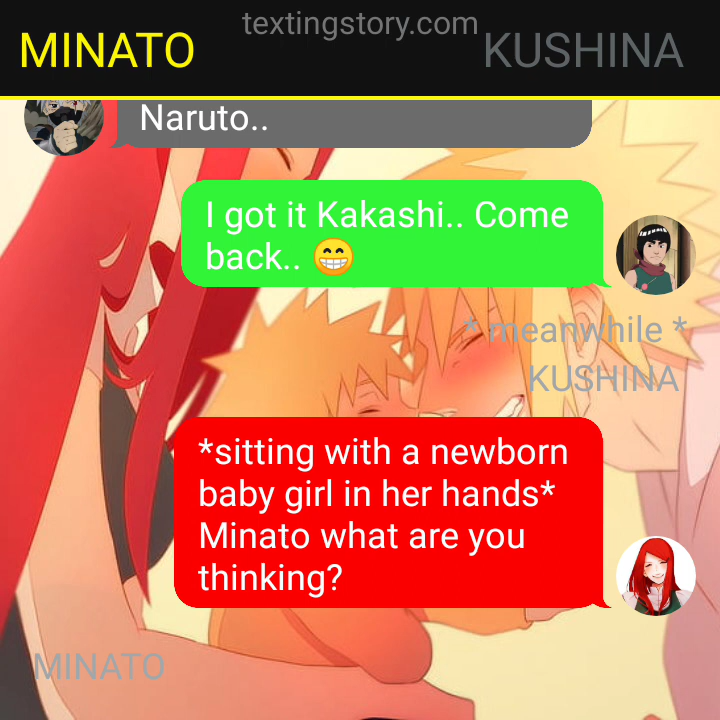 textingstory.com
MINATO KUSHINA
Naruto..
I got it Kakashi.. Come
back.. 😁
* meanwhile *
KUSHINA
*sitting with a newborn
baby girl in her hands*
Minato what are you
thinking?
MINATO